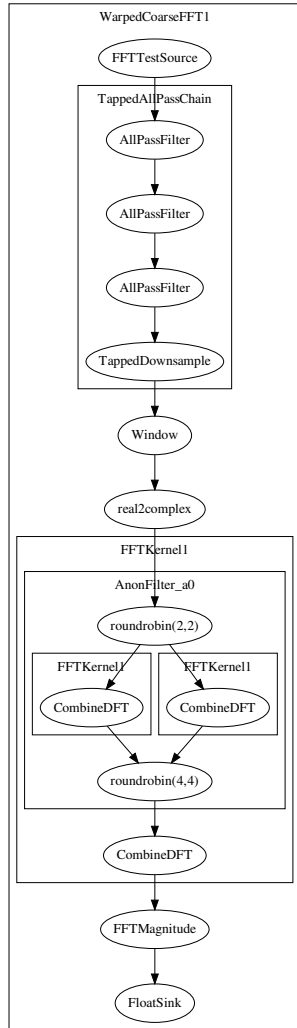 WarpedCoarseFFT1
FFTTestSource
TappedAllPassChain
AllPassFilter
AllPassFilter
AllPassFilter
TappedDownsample
Window
real2complex
FFTKernel1
AnonFilter_a0
roundrobin(2,2)
FFTKernel1 FFTKernel1
CombineDFT CombineDFT
roundrobin(4,4)
CombineDFT
FFTMagnitude
FloatSink